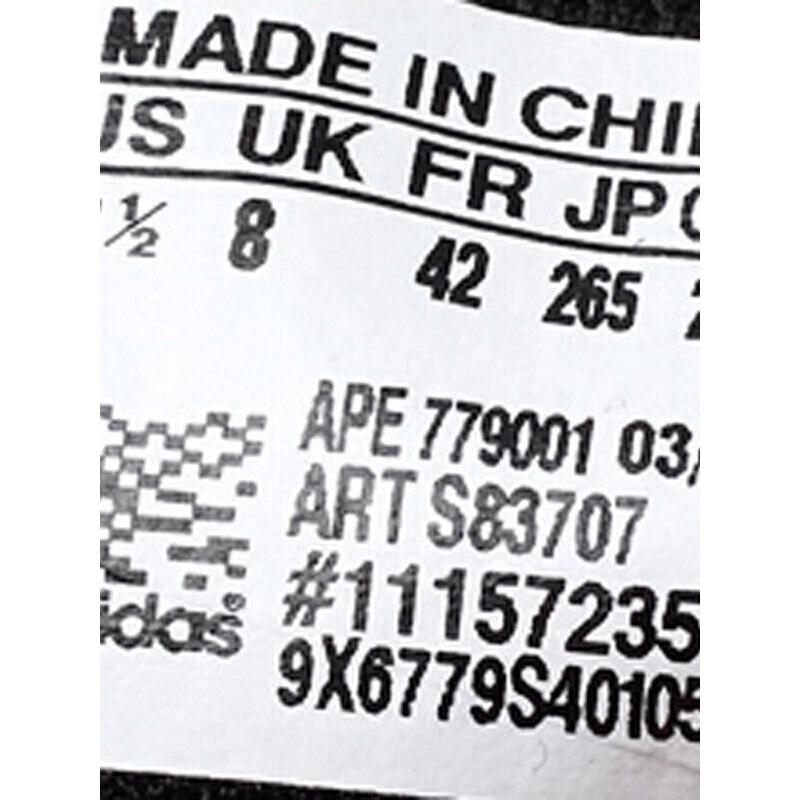 MADE IN CHI
US UK FR JP
½ 8 42 265
APE 779001 03/
ART S83707
#11157235
9X6779S40105
idas®